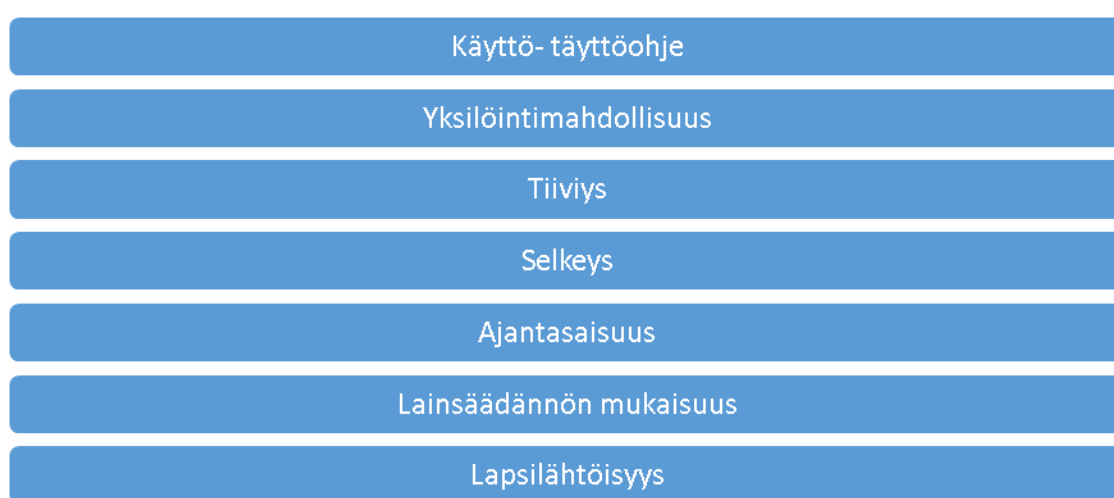 Käyttö- täyttöohje
Yksilöintimahdollisuus
Tiiviys
Selkeys
Ajantasaisuus
Lainsäädännön mukaisuus
Lapsilähtöisyys